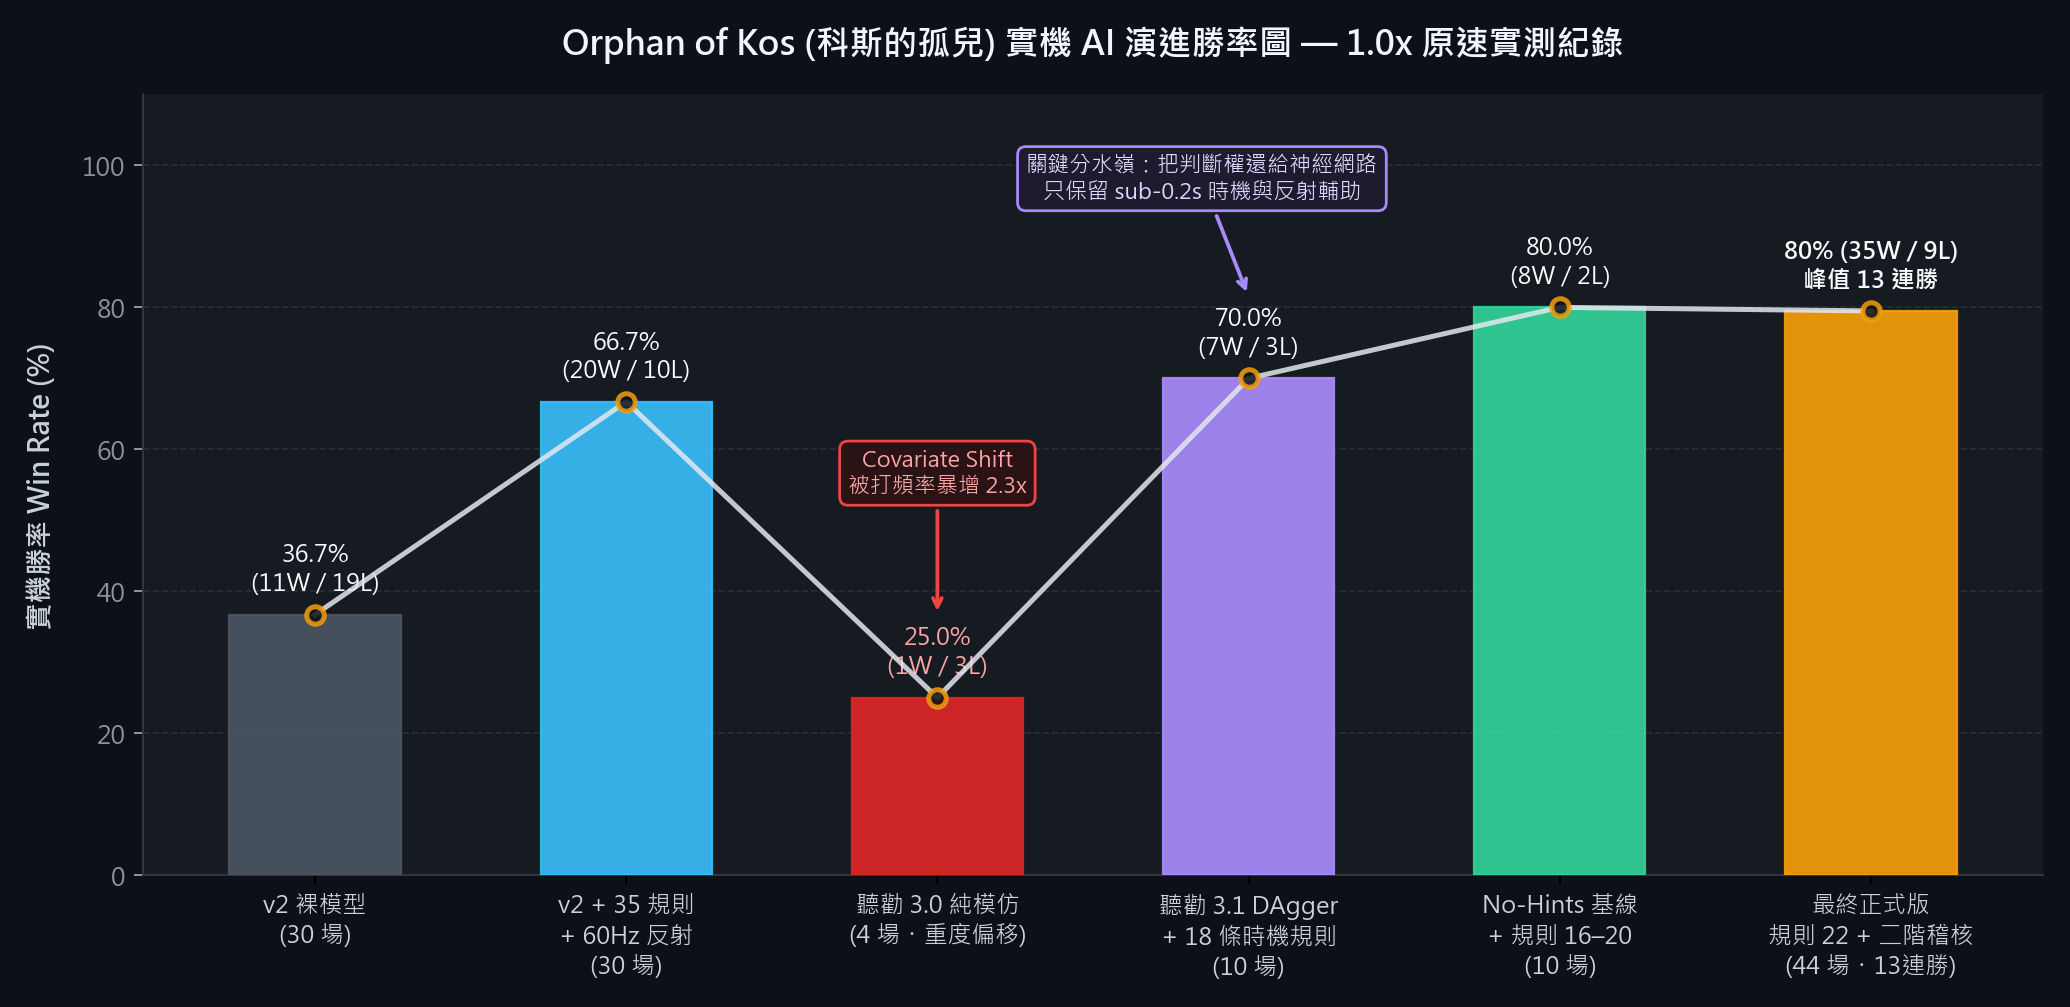 Orphan of Kos (科斯的孤兒) 實機 AI 演進勝率圖 — 1.0x 原速實測紀錄
實機勝率 Win Rate (%)
100
80
60
40
20
0
36.7%
(11W / 19L)
66.7%
(20W / 10L)
Covariate Shift
被打頻率暴增 2.3x
25.0%
(1W / 3L)
關鍵分水嶺：把判斷權還給神經網路
只保留 sub-0.2s 時機與反射輔助
70.0%
(7W / 3L)
80.0%
(8W / 2L)
80% (35W / 9L)
峰值 13 連勝
v2 裸模型
(30 場)
v2 + 35 規則
+ 60Hz 反射
(30 場)
聽勸 3.0 純模仿
(4 場 · 重度偏移)
聽勸 3.1 DAgger
+ 18 條時機規則
(10 場)
No-Hints 基線
+ 規則 16–20
(10 場)
最終正式版
規則 22 + 二階稽核
(44 場 · 13連勝)